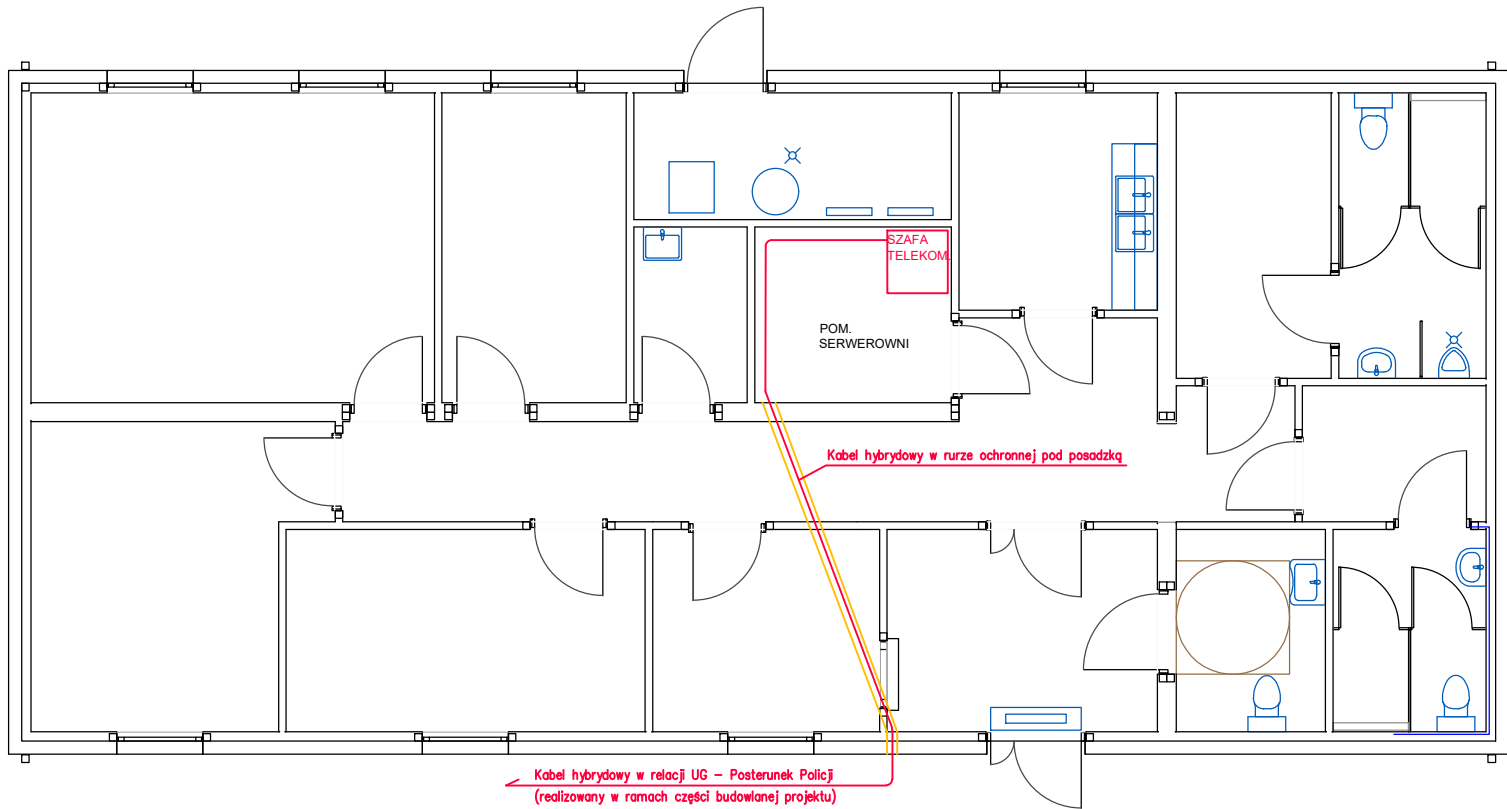 SZAFA
TELEKOM.
POM.
SERWEROWNI
Kabel hybrydowy w rurze ochronnej pod posadzką
Kabel hybrydowy w relacji UG – Posterunek Policji
(realizowany w ramach części budowlanej projektu)